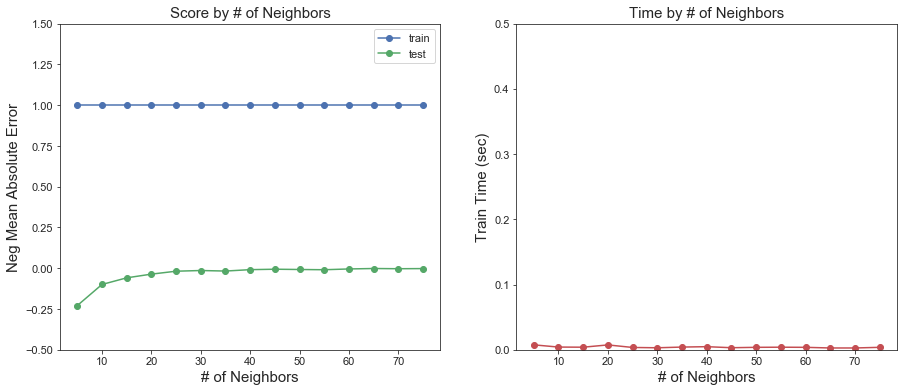 Score by # of Neighbors
1.50
1.25
1.00
0.75
0.50
0.25
0.00
−0.25
−0.50
Neg Mean Absolute Error
train
test
10 20 30 40 50 60 70
# of Neighbors
Time by # of Neighbors
0.5
0.4
0.3
0.2
0.1
0.0
Train Time (sec)
10 20 30 40 50 60 70
# of Neighbors